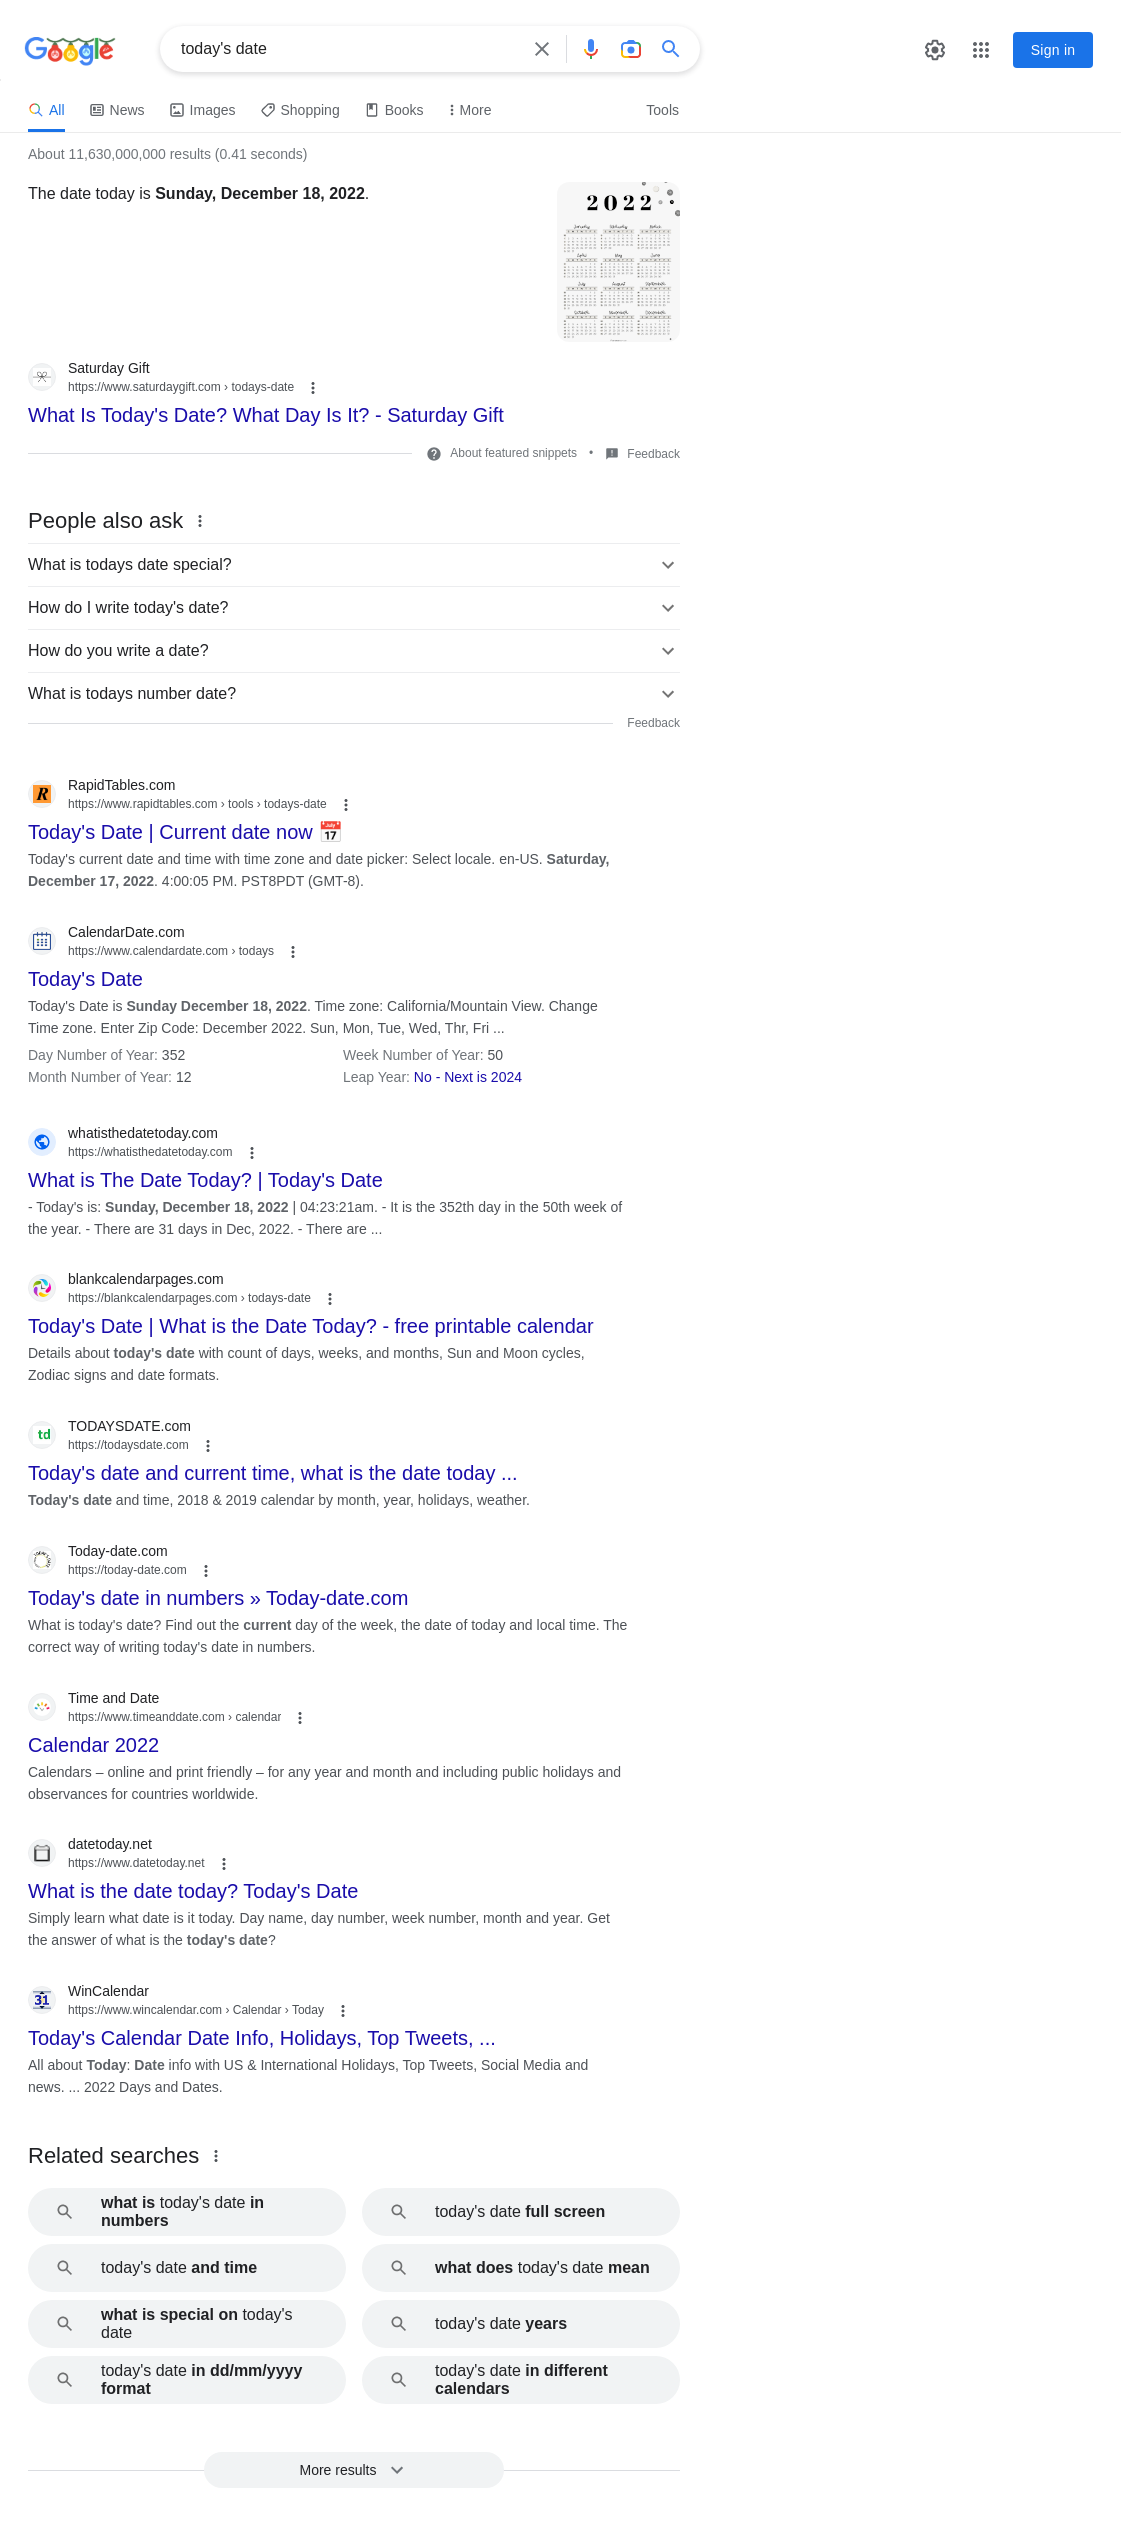 Google
today's date
Sign in
All
News
Images
Shopping
Books
More
Tools
About 11,630,000,000 results (0.41 seconds)
The date today is Sunday, December 18, 2022.
2022
Saturday Gift
https://www.saturdaygift.com › todays-date
What Is Today's Date? What Day Is It? - Saturday Gift
About featured snippets • Feedback
People also ask
What is todays date special?
How do I write today's date?
How do you write a date?
What is todays number date?
Feedback
RapidTables.com
https://www.rapidtables.com › tools › todays-date
Today's Date | Current date now 📅
Today's current date and time with time zone and date picker: Select locale. en-US. Saturday,
December 17, 2022. 4:00:05 PM. PST8PDT (GMT-8).
CalendarDate.com
https://www.calendardate.com › todays
Today's Date
Today's Date is Sunday December 18, 2022. Time zone: California/Mountain View. Change
Time zone. Enter Zip Code: December 2022. Sun, Mon, Tue, Wed, Thr, Fri ...
Day Number of Year: 352
Week Number of Year: 50
Month Number of Year: 12
Leap Year: No - Next is 2024
whatisthedatetoday.com
https://whatisthedatetoday.com
What is The Date Today? | Today's Date
- Today's is: Sunday, December 18, 2022 | 04:23:21am. - It is the 352th day in the 50th week of
the year. - There are 31 days in Dec, 2022. - There are ...
blankcalendarpages.com
https://blankcalendarpages.com › todays-date
Today's Date | What is the Date Today? - free printable calendar
Details about today's date with count of days, weeks, and months, Sun and Moon cycles,
Zodiac signs and date formats.
td
TODAYSDATE.com
https://todaysdate.com
Today's date and current time, what is the date today ...
Today's date and time, 2018 & 2019 calendar by month, year, holidays, weather.
Today-date.com
https://today-date.com
Today's date in numbers » Today-date.com
What is today's date? Find out the current day of the week, the date of today and local time. The
correct way of writing today's date in numbers.
Time and Date
https://www.timeanddate.com › calendar
Calendar 2022
Calendars – online and print friendly – for any year and month and including public holidays and
observances for countries worldwide.
datetoday.net
https://www.datetoday.net
What is the date today? Today's Date
Simply learn what date is it today. Day name, day number, week number, month and year. Get
the answer of what is the today's date?
31
WinCalendar
https://www.wincalendar.com › Calendar › Today
Today's Calendar Date Info, Holidays, Top Tweets, ...
All about Today: Date info with US & International Holidays, Top Tweets, Social Media and
news. ... 2022 Days and Dates.
Related searches
what is today's date in
numbers
today's date full screen
today's date and time
what does today's date mean
what is special on today's
date
today's date years
today's date in dd/mm/yyyy
format
today's date in different
calendars
More results